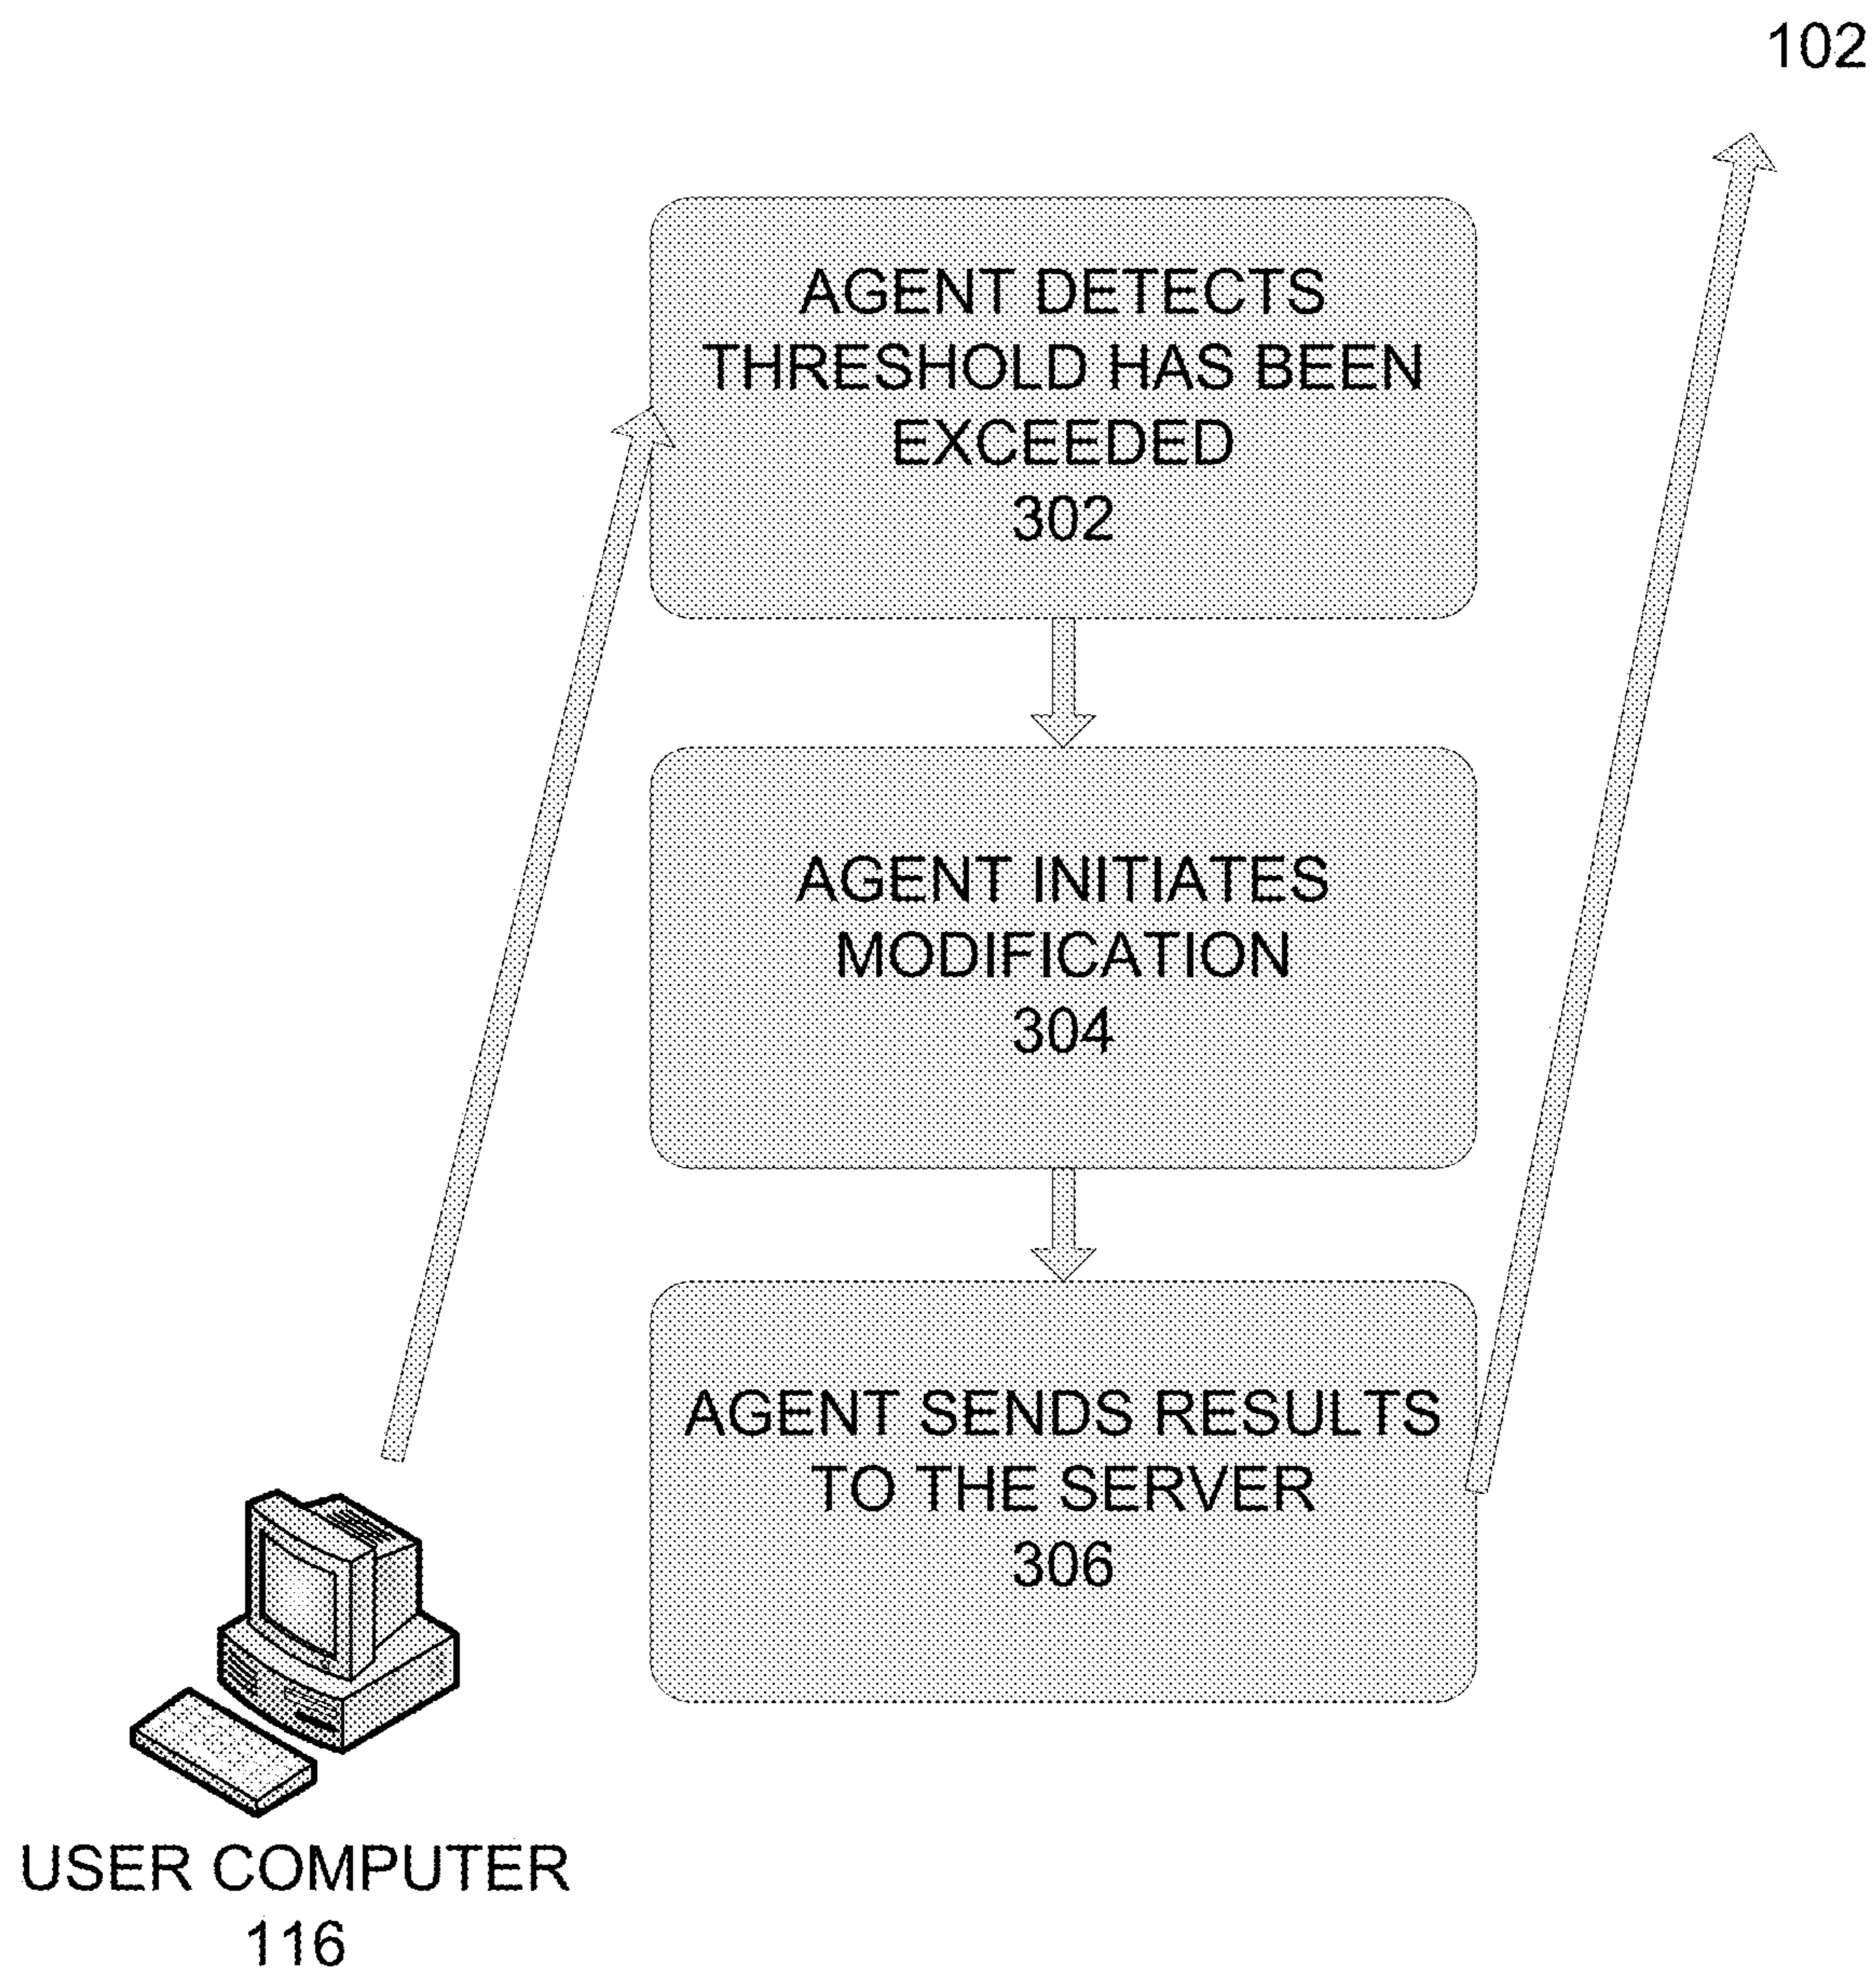 102
AGENT DETECTS
THRESHOLD HAS BEEN
EXCEEDED
302
AGENT INITIATES
MODIFICATION
304
AGENT SENDS RESULTS
TO THE SERVER
306
USER COMPUTER
116